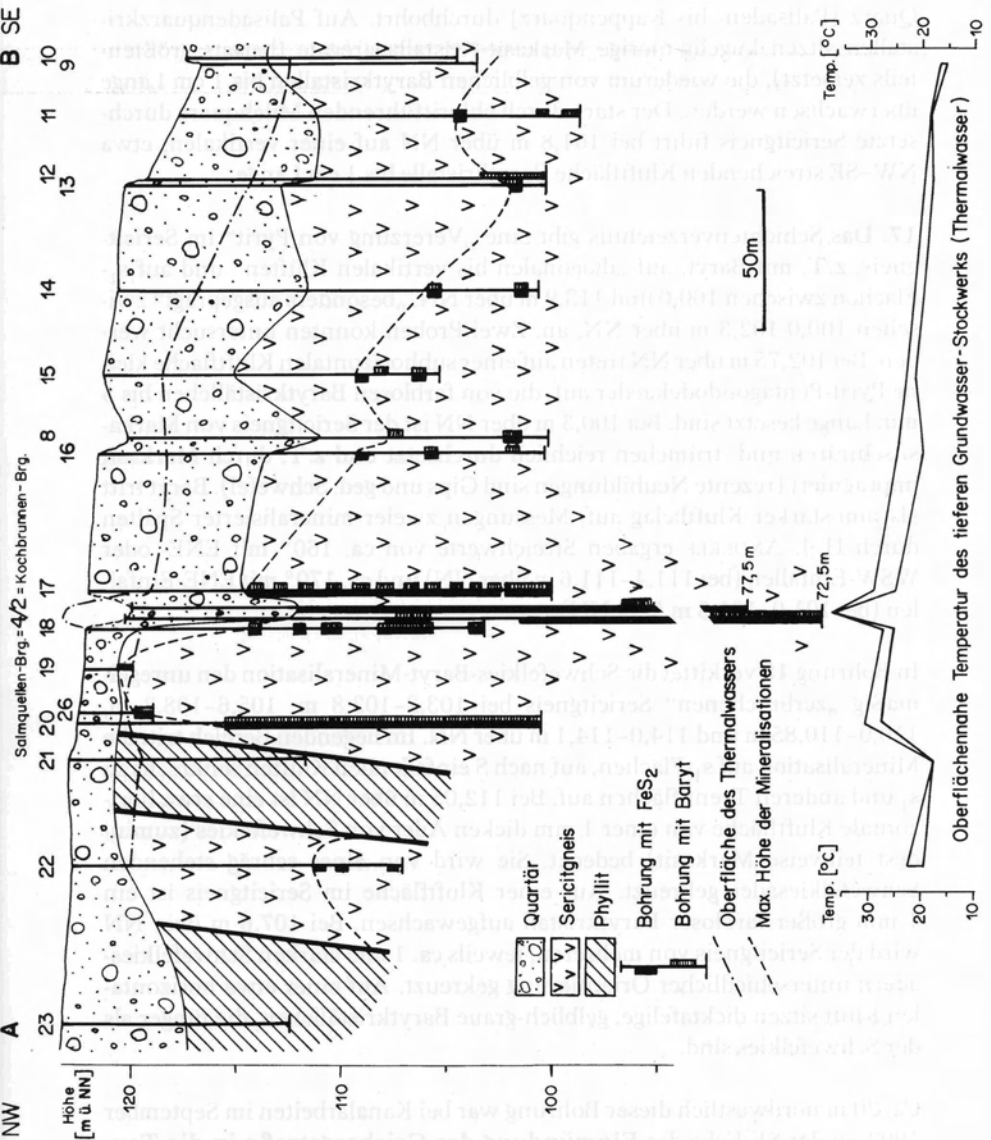 NW A B SE
Salmquellen-Brg.=4/2=Kochbrunnen-Brg.
Höhe
[m ü. NN]
23 22 21 20 26 19 18 17 16 8 15 14 13 12 11 10 9
120
110
100
77,5m
72,5m
50m
Quartär
Sericitgneis
Phyllit
Bohrung mit FeS2
Bohrung mit Baryt
Oberfläche des Thermalwassers
Max. Höhe der Mineralisationen
Temp. [°C]
Temp. [°C]
30
20
10
30
20
10
Oberflächennahe Temperatur des tieferen Grundwasser-Stockwerks (Thermalwasser)